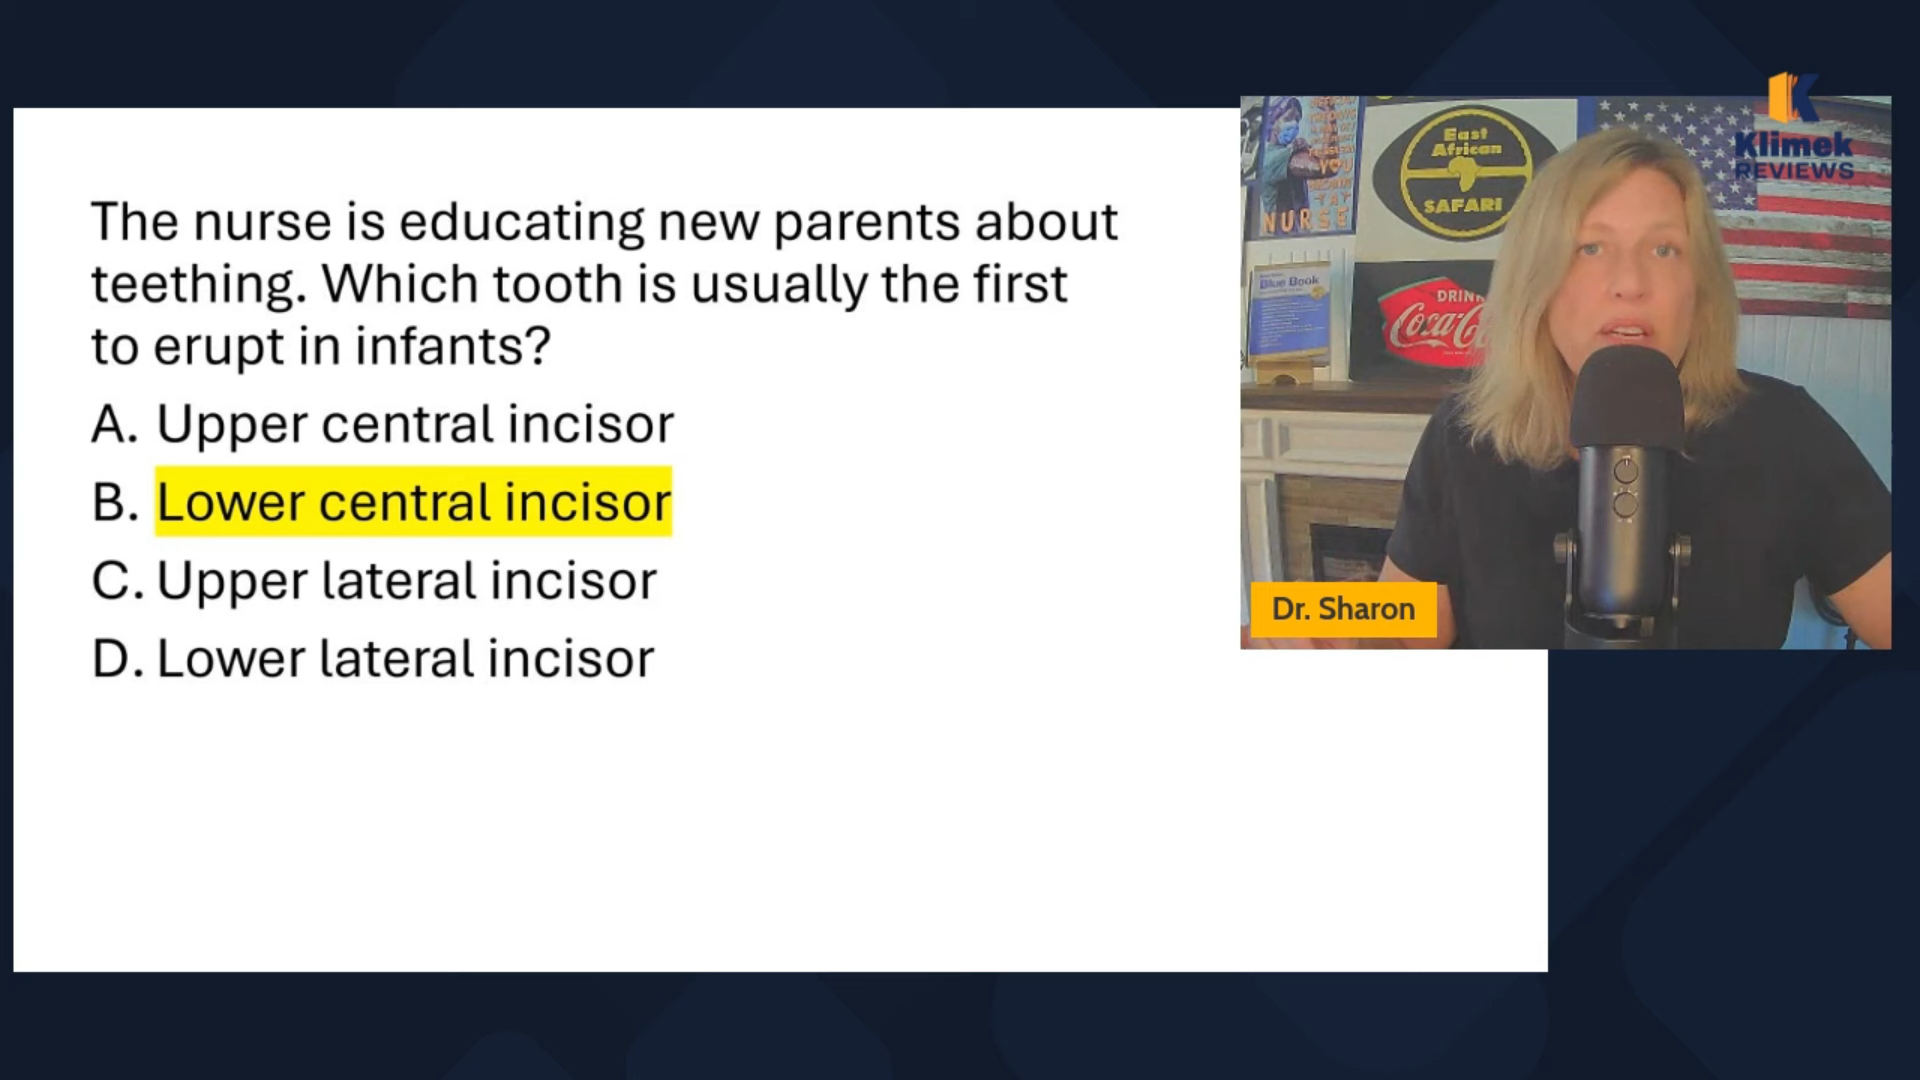 The nurse is educating new parents about
teething. Which tooth is usually the first
to erupt in infants?
A. Upper central incisor
B. Lower central incisor
C. Upper lateral incisor
D. Lower lateral incisor
East
African
SAFARI
NURSE
Blue Book
DRINK
Coca-C
Klimek
REVIEWS
Dr. Sharon